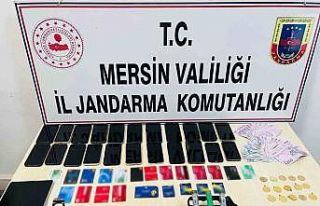 T.C.
MERSİN VALİLİĞİ
İL JANDARMA KOMUTANLIĞI